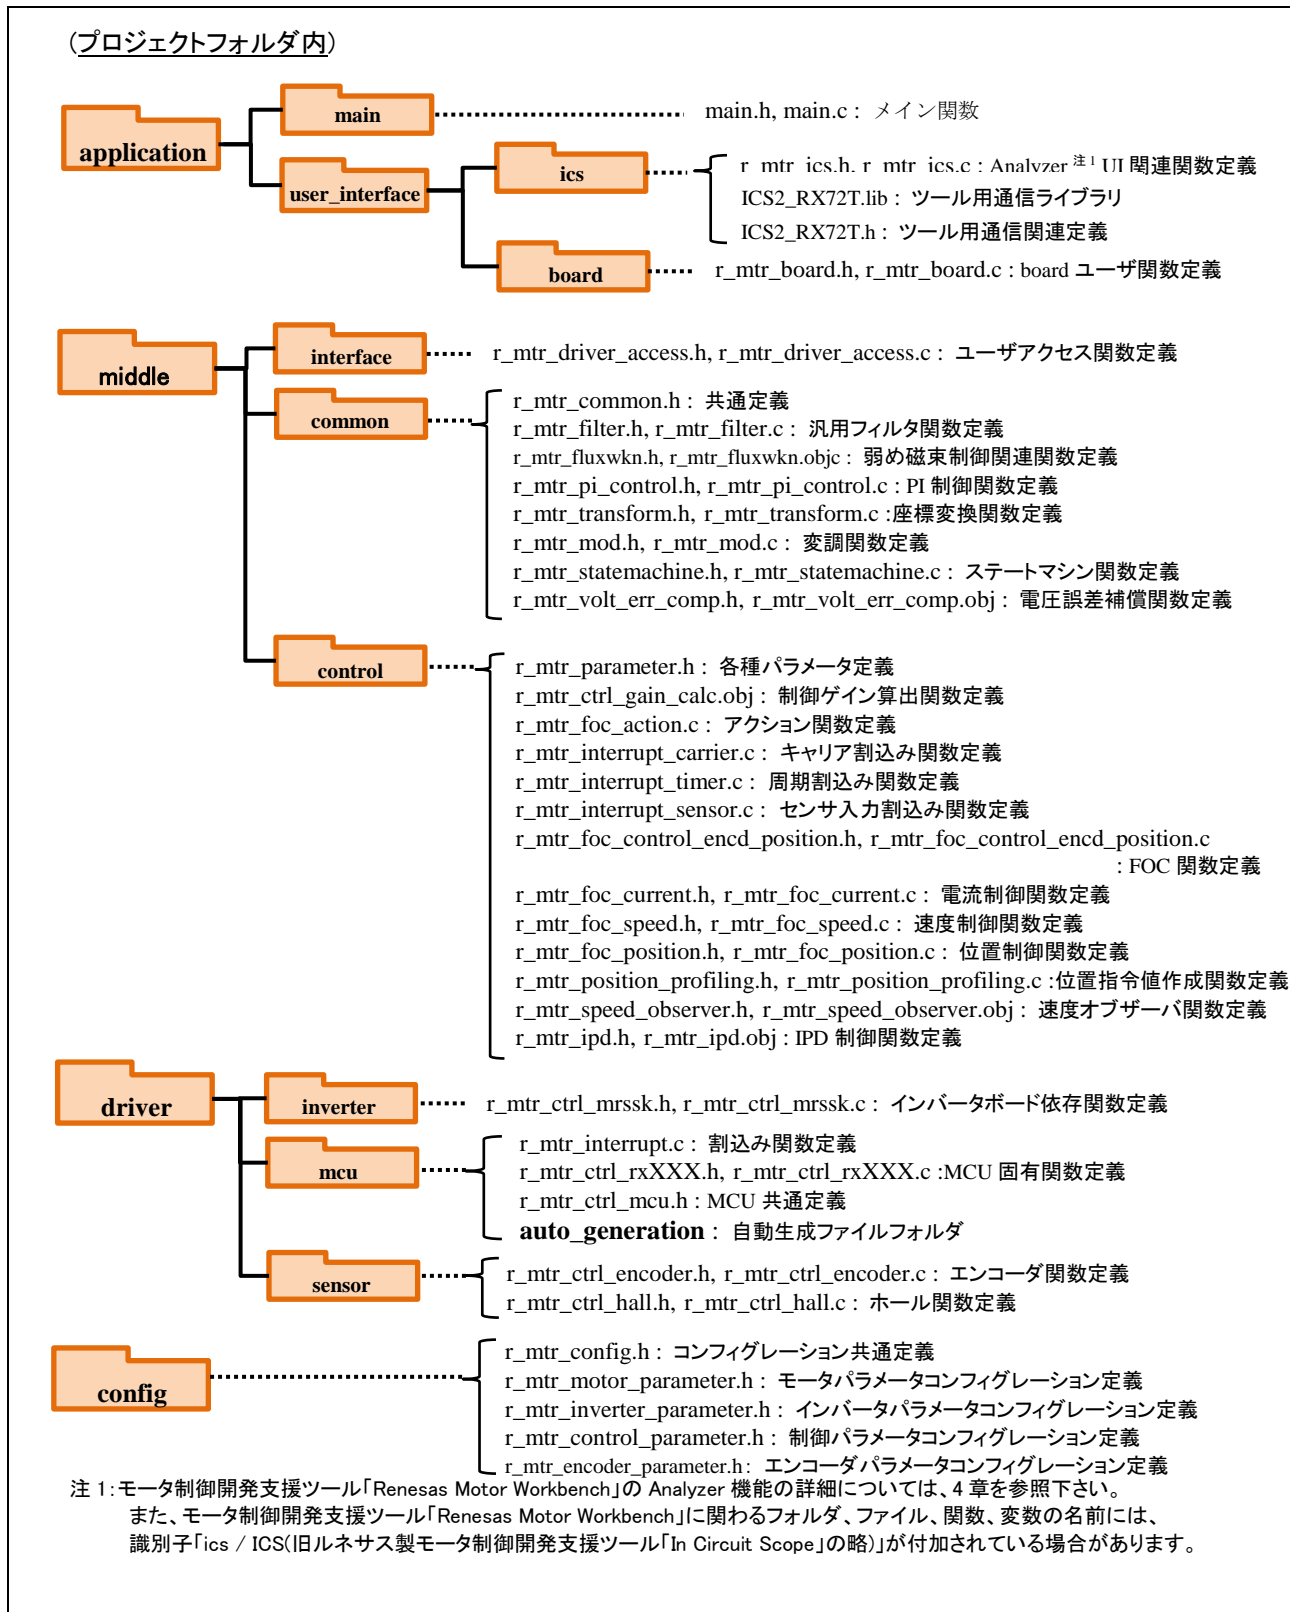 (プロジェクトフォルダ内)
application
main
main.h, main.c : メイン関数
user_interface
ics
r_mtr_ics.h, r_mtr_ics.c : Analyzer 注1 UI 関連関数定義
ICS2_RX72T.lib : ツール用通信ライブラリ
ICS2_RX72T.h : ツール用通信関連定義
board
r_mtr_board.h, r_mtr_board.c : board ユーザ関数定義
middle
interface
r_mtr_driver_access.h, r_mtr_driver_access.c : ユーザアクセス関数定義
common
r_mtr_common.h : 共通定義
r_mtr_filter.h, r_mtr_filter.c : 汎用フィルタ関数定義
r_mtr_fluxwkn.h, r_mtr_fluxwkn.objc : 弱め磁束制御関連関数定義
r_mtr_pi_control.h, r_mtr_pi_control.c : PI 制御関数定義
r_mtr_transform.h, r_mtr_transform.c :座標変換関数定義
r_mtr_mod.h, r_mtr_mod.c : 変調関数定義
r_mtr_statemachine.h, r_mtr_statemachine.c : ステートマシン関数定義
r_mtr_volt_err_comp.h, r_mtr_volt_err_comp.obj : 電圧誤差補償関数定義
control
r_mtr_parameter.h : 各種パラメータ定義
r_mtr_ctrl_gain_calc.obj : 制御ゲイン算出関数定義
r_mtr_foc_action.c : アクション関数定義
r_mtr_interrupt_carrier.c : キャリア割込み関数定義
r_mtr_interrupt_timer.c : 周期割込み関数定義
r_mtr_interrupt_sensor.c : センサ入力割込み関数定義
r_mtr_foc_control_encd_position.h, r_mtr_foc_control_encd_position.c
: FOC 関数定義
r_mtr_foc_current.h, r_mtr_foc_current.c : 電流制御関数定義
r_mtr_foc_speed.h, r_mtr_foc_speed.c : 速度制御関数定義
r_mtr_foc_position.h, r_mtr_foc_position.c : 位置制御関数定義
r_mtr_position_profiling.h, r_mtr_position_profiling.c :位置指令値作成関数定義
r_mtr_speed_observer.h, r_mtr_speed_observer.obj : 速度オブザーバ関数定義
r_mtr_ipd.h, r_mtr_ipd.obj : IPD 制御関数定義
driver
inverter
r_mtr_ctrl_mrssk.h, r_mtr_ctrl_mrssk.c : インバータボード依存関数定義
mcu
r_mtr_interrupt.c : 割込み関数定義
r_mtr_ctrl_rxXXX.h, r_mtr_ctrl_rxXXX.c :MCU 固有関数定義
r_mtr_ctrl_mcu.h : MCU 共通定義
auto_generation : 自動生成ファイルフォルダ
sensor
r_mtr_ctrl_encoder.h, r_mtr_ctrl_encoder.c : エンコーダ関数定義
r_mtr_ctrl_hall.h, r_mtr_ctrl_hall.c : ホール関数定義
config
r_mtr_config.h : コンフィグレーション共通定義
r_mtr_motor_parameter.h : モータパラメータコンフィグレーション定義
r_mtr_inverter_parameter.h : インバータパラメータコンフィグレーション定義
r_mtr_control_parameter.h : 制御パラメータコンフィグレーション定義
r_mtr_encoder_parameter.h : エンコーダパラメータコンフィグレーション定義
注 1:モータ制御開発支援ツール「Renesas Motor Workbench」の Analyzer 機能の詳細については、4 章を参照下さい。
また、モータ制御開発支援ツール「Renesas Motor Workbench」に関わるフォルダ、ファイル、関数、変数の名前には、
識別子「ics / ICS(旧ルネサス製モータ制御開発支援ツール「In Circuit Scope」の略)」が付加されている場合があります。